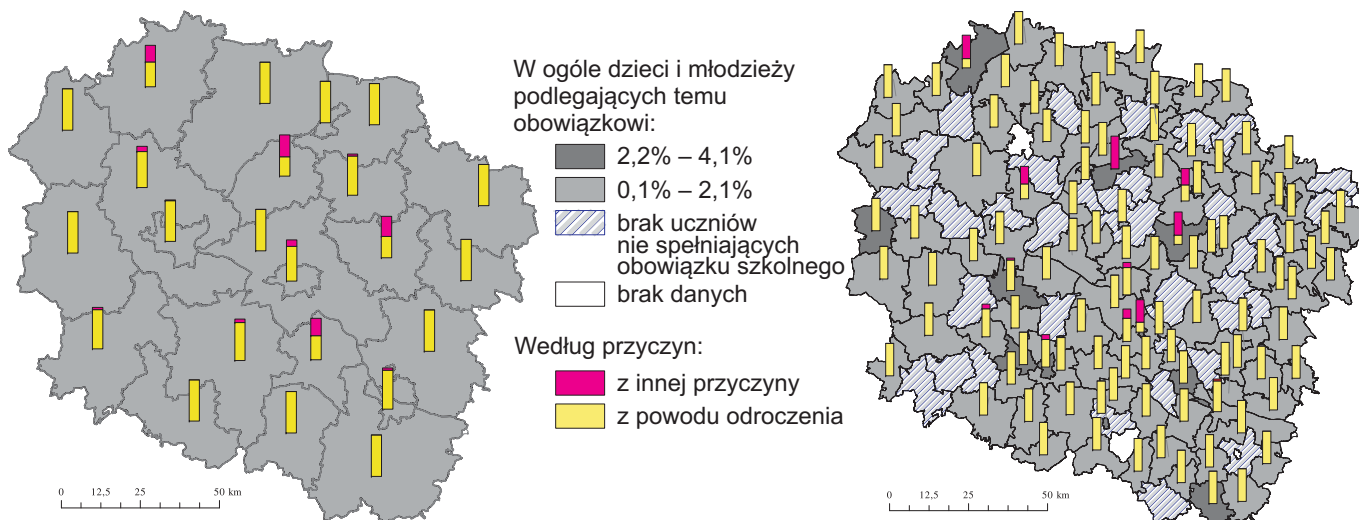 W ogóle dzieci i młodzieży
podlegających temu
obowiązkowi:
2,2% – 4,1%
0,1% – 2,1%
brak uczniów
nie spełniających
obowiązku szkolnego
brak danych
Według przyczyn:
z innej przyczyny
z powodu odroczenia
0 12,5 25 50 km
0 12,5 25 50 km